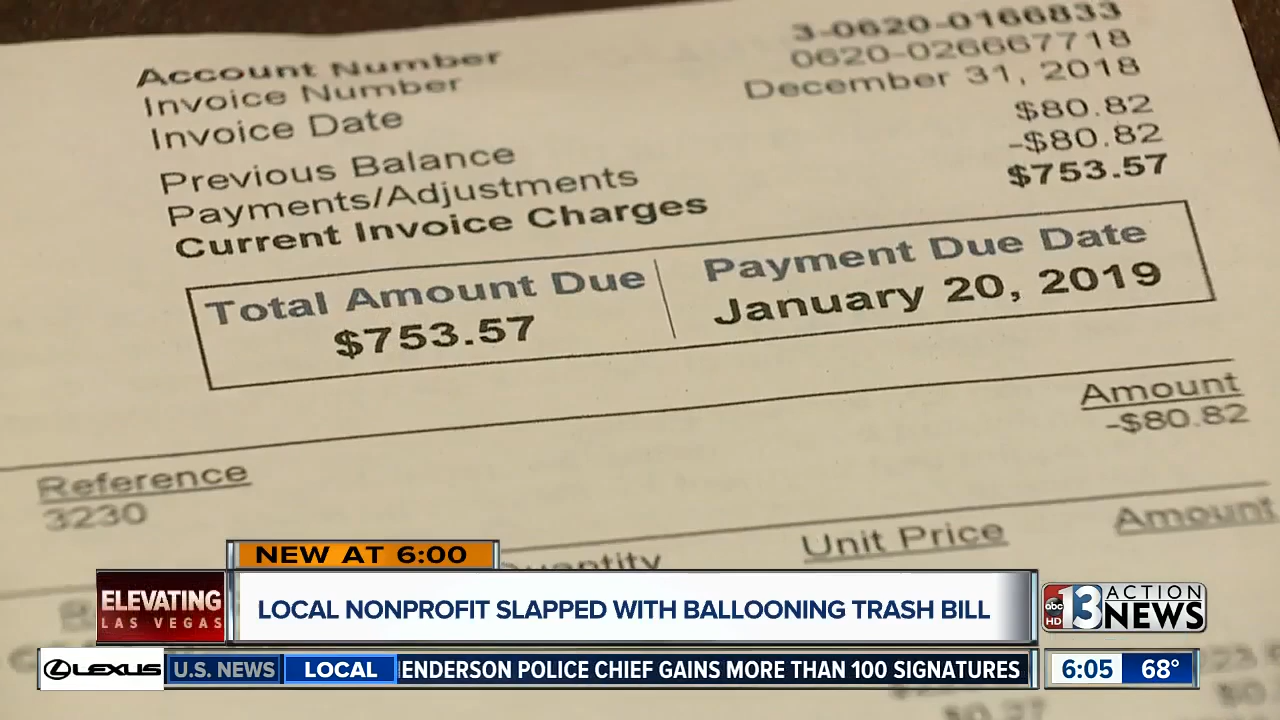 Account Number 3-0620-0166833
Invoice Number 0620-026667718
Invoice Date December 31, 2018
Previous Balance $80.82
Payments/Adjustments -$80.82
Current Invoice Charges $753.57
Total Amount Due Payment Due Date
$753.57 January 20, 2019
Amount
-$80.82
Reference
3230
Unit Price Amount
NEW AT 6:00
ELEVATING
LAS VEGAS
LOCAL NONPROFIT SLAPPED WITH BALLOONING TRASH BILL
abc 13 ACTION
HD NEWS
LEXUS U.S. NEWS LOCAL ENDERSON POLICE CHIEF GAINS MORE THAN 100 SIGNATURES 6:05 68°
$0.27